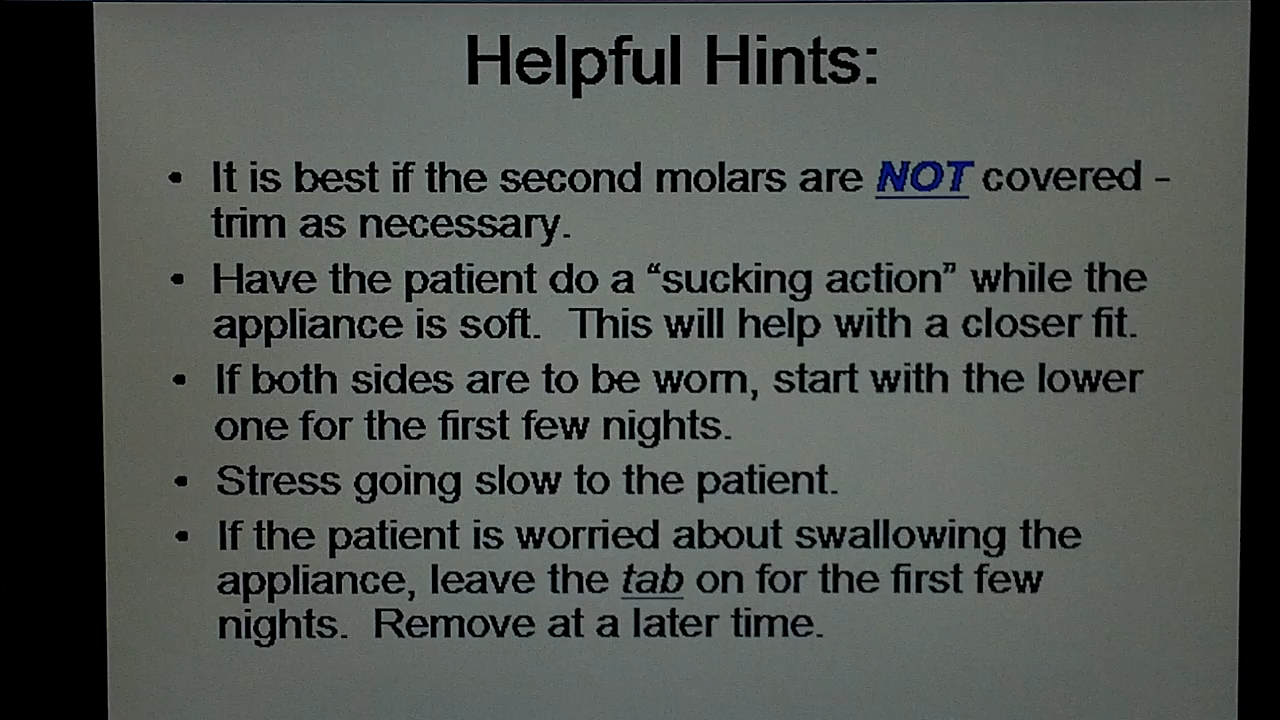 Helpful Hints:
• It is best if the second molars are NOT covered -
trim as necessary.
• Have the patient do a “sucking action” while the
appliance is soft.  This will help with a closer fit.
• If both sides are to be worn, start with the lower
one for the first few nights.
• Stress going slow to the patient.
• If the patient is worried about swallowing the
appliance, leave the tab on for the first few
nights.  Remove at a later time.